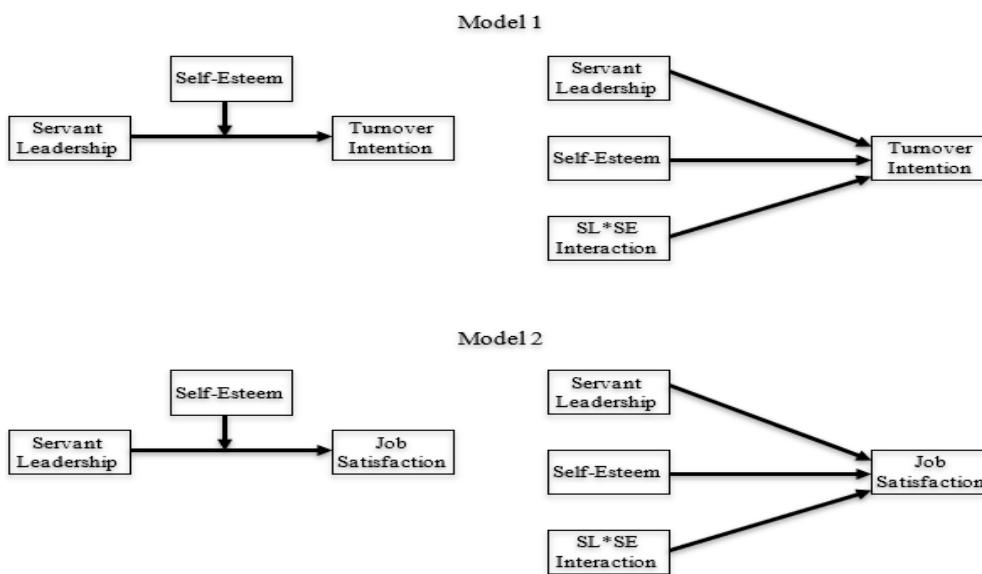 Model 1
Self-Esteem
Servant
Leadership
Turnover
Intention
Servant
Leadership
Self-Esteem
SL*SE
Interaction
Turnover
Intention
Model 2
Self-Esteem
Servant
Leadership
Job
Satisfaction
Servant
Leadership
Self-Esteem
SL*SE
Interaction
Job
Satisfaction